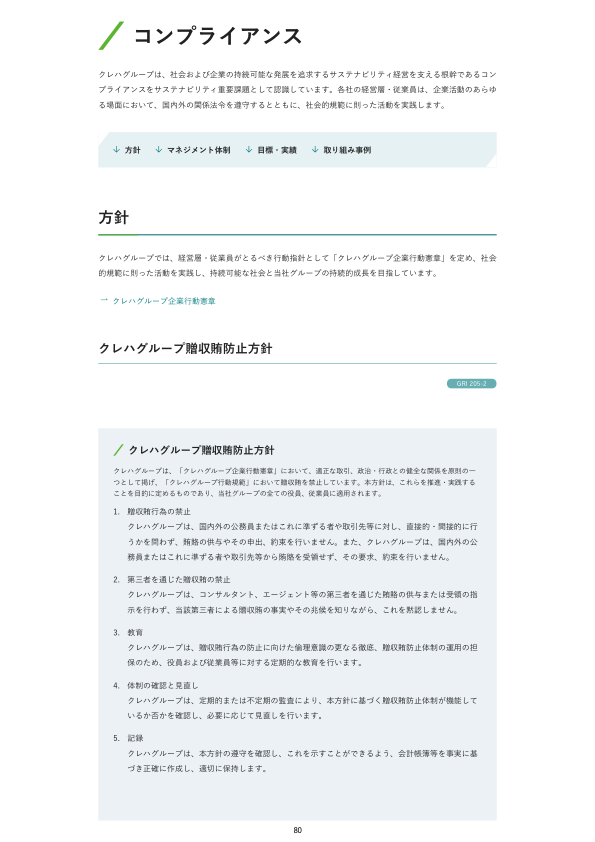 コンプライアンス
クレハグループは、社会および企業の持続可能な発展を追求するサステナビリティ経営を支える根幹であるコン
プライアンスをサステナビリティ重要課題として認識しています。各社の経営層・従業員は、企業活動のあらゆ
る場面において、国内外の関係法令を遵守するとともに、社会的規範に則った活動を実践します。
↓ 方針 ↓ マネジメント体制 ↓ 目標・実績 ↓ 取り組み事例
方針
クレハグループでは、経営層・従業員がとるべき行動指針として「クレハグループ企業行動憲章」を定め、社会
的規範に則った活動を実践し、持続可能な社会と当社グループの持続的成長を目指しています。
→ クレハグループ企業行動憲章
クレハグループ贈収賄防止方針
GRI 205-2
クレハグループ贈収賄防止方針
クレハグループは、「クレハグループ企業行動憲章」において、適正な取引、政治・行政との健全な関係を原則の一
つとして掲げ、「クレハグループ行動規範」において贈収賄を禁止しています。本方針は、これらを推進・実践する
ことを目的に定めるものであり、当社グループの全ての役員、従業員に適用されます。
1. 贈収賄行為の禁止
クレハグループは、国内外の公務員またはこれに準ずる者や取引先等に対し、直接的・間接的に行
うかを問わず、賄賂の供与やその申出、約束を行いません。また、クレハグループは、国内外の公
務員またはこれに準ずる者や取引先等から賄賂を受領せず、その要求、約束を行いません。
2. 第三者を通じた贈収賄の禁止
クレハグループは、コンサルタント、エージェント等の第三者を通じた賄賂の供与または受領の指
示を行わず、当該第三者による贈収賄の事実やその兆候を知りながら、これを黙認しません。
3. 教育
クレハグループは、贈収賄行為の防止に向けた倫理意識の更なる徹底、贈収賄防止体制の運用の担
保のため、役員および従業員等に対する定期的な教育を行います。
4. 体制の確認と見直し
クレハグループは、定期的または不定期の監査により、本方針に基づく贈収賄防止体制が機能して
いるか否かを確認し、必要に応じて見直しを行います。
5. 記録
クレハグループは、本方針の遵守を確認し、これを示すことができるよう、会計帳簿等を事実に基
づき正確に作成し、適切に保持します。
80